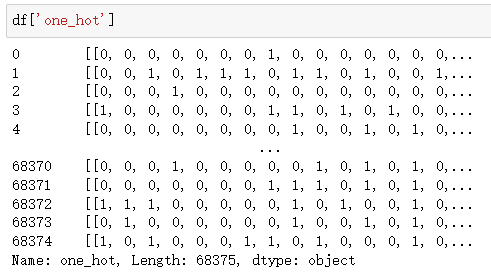 df['one_hot']
0 [[0, 0, 0, 0, 0, 0, 0, 1, 0, 0, 0, 0, 0, 0, 0,...
1 [[0, 0, 1, 0, 1, 1, 1, 0, 1, 1, 0, 1, 0, 0, 1,...
2 [[0, 0, 0, 1, 0, 0, 0, 0, 0, 0, 0, 0, 0, 0, 0,...
3 [[1, 0, 0, 0, 0, 0, 0, 1, 1, 0, 1, 0, 1, 0, 0,...
4 [[0, 0, 0, 0, 0, 0, 0, 0, 1, 0, 0, 1, 0, 1, 0,...
...
68370 [[0, 0, 0, 1, 0, 0, 0, 0, 0, 1, 0, 1, 0, 1, 0,...
68371 [[0, 0, 0, 0, 0, 0, 0, 1, 1, 1, 0, 1, 0, 1, 0,...
68372 [[1, 1, 1, 0, 0, 0, 0, 0, 1, 0, 1, 0, 0, 1, 0,...
68373 [[0, 1, 0, 0, 0, 0, 0, 0, 1, 0, 0, 1, 0, 1, 0,...
68374 [[1, 0, 1, 0, 0, 0, 1, 1, 0, 1, 0, 0, 0, 1, 0,...
Name: one_hot, Length: 68375, dtype: object